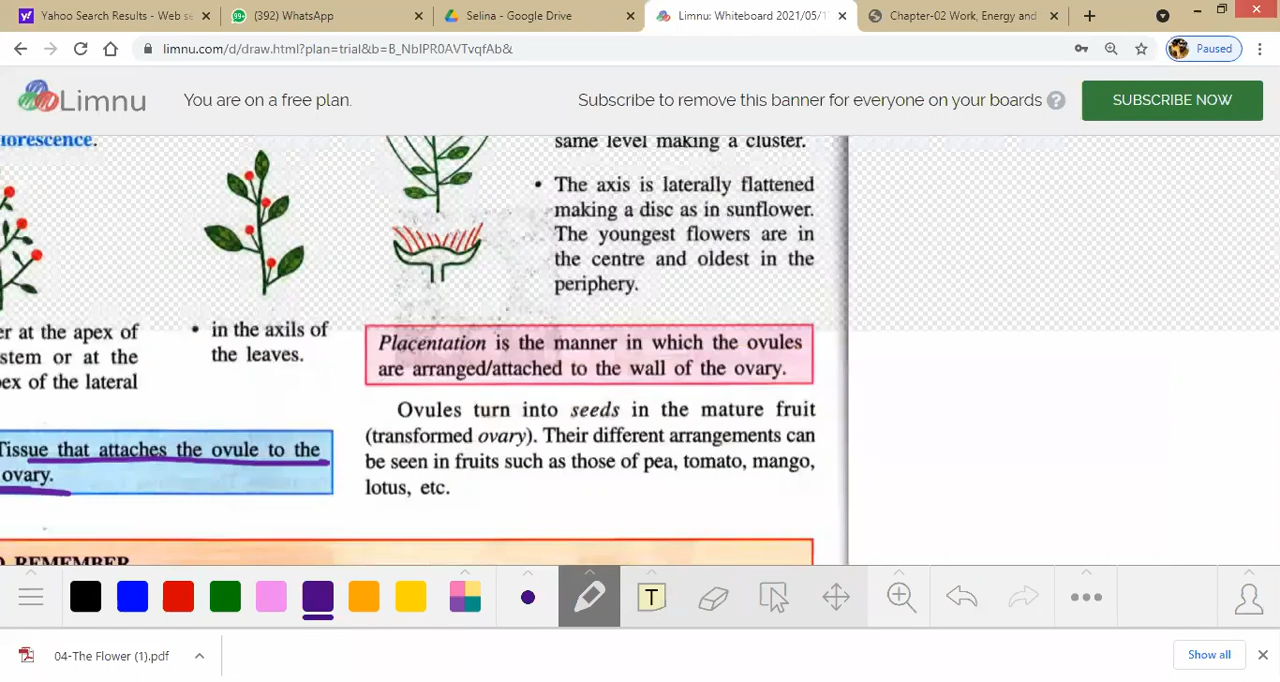 Yahoo Search Results - Web se
(392) WhatsApp
Selina - Google Drive
Limnu: Whiteboard 2021/05/1
Chapter-02 Work, Energy and
limnu.com/d/draw.html?plan=trial&b=B_NbIPR0AVTvqfAb&
Paused
Limnu
You are on a free plan.
Subscribe to remove this banner for everyone on your boards
SUBSCRIBE NOW
lorescence.
same level making a cluster.
• The axis is laterally flattened
making a disc as in sunflower.
The youngest flowers are in
the centre and oldest in the
periphery.
er at the apex of
stem or at the
ex of the lateral
• in the axils of
the leaves.
Tissue that attaches the ovule to the
ovary.
Placentation is the manner in which the ovules
are arranged/attached to the wall of the ovary.
Ovules turn into seeds in the mature fruit
(transformed ovary). Their different arrangements can
be seen in fruits such as those of pea, tomato, mango,
lotus, etc.
REMEMBER
T
04-The Flower (1).pdf
Show all